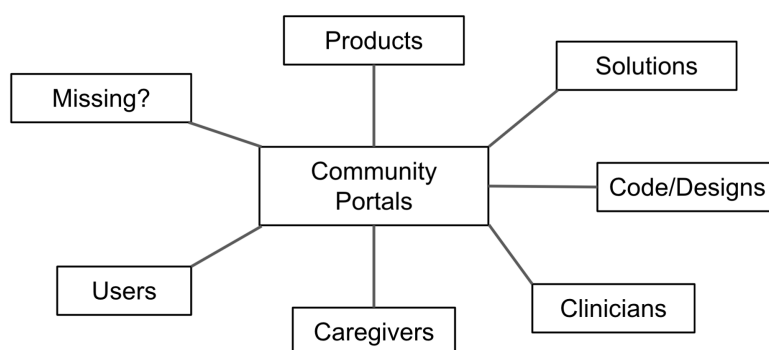 Products
Solutions
Missing?
Community
Portals
Code/Designs
Users
Clinicians
Caregivers